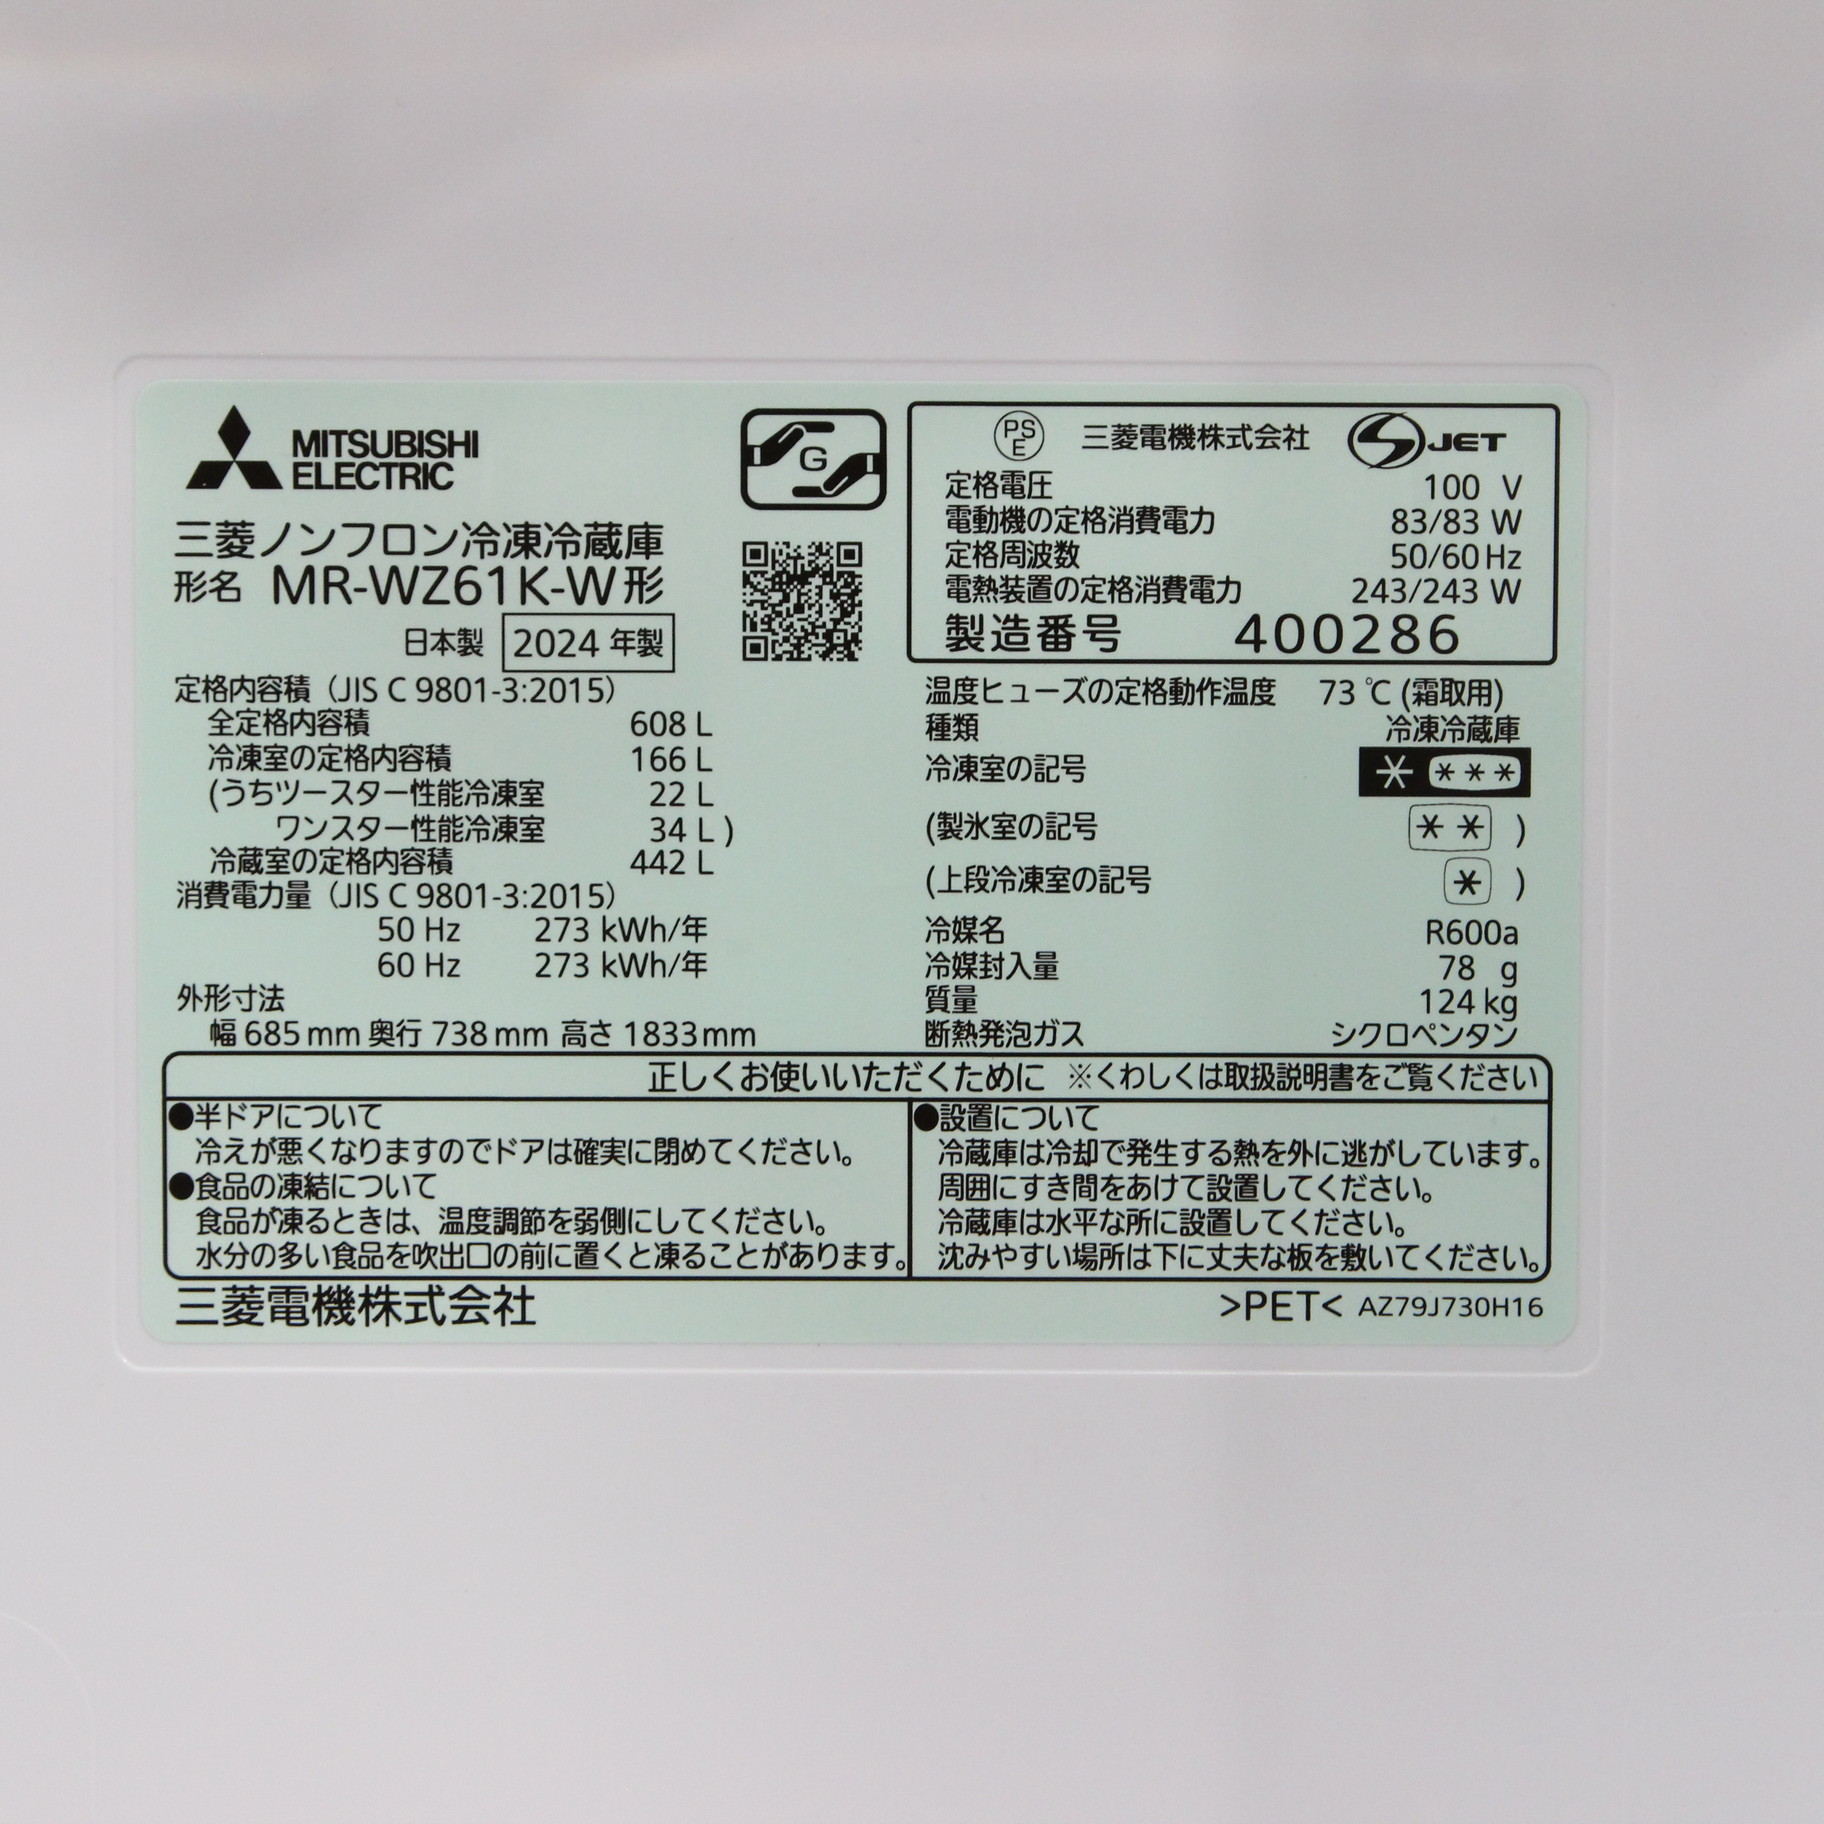 MITSUBISHI
ELECTRIC
G
三菱ノンフロン冷凍冷蔵庫
形名 MR-WZ61K-W形
日本製 2024 年製
PS
E
三菱電機株式会社 S JET
定格電圧 100 V
電動機の定格消費電力 83/83 W
定格周波数 50/60 Hz
電熱装置の定格消費電力 243/243 W
製造番号 400286
定格内容積（JIS C 9801-3:2015）
全定格内容積 608 L
冷凍室の定格内容積 166 L
(うちツースター性能冷凍室 22 L
ワンスター性能冷凍室 34 L )
冷蔵室の定格内容積 442 L
消費電力量（JIS C 9801-3:2015）
50 Hz 273 kWh/年
60 Hz 273 kWh/年
外形寸法
幅 685 mm 奥行 738 mm 高さ 1833 mm
温度ヒューズの定格動作温度 73 ℃ (霜取用)
種類 冷凍冷蔵庫
冷凍室の記号 * ***
(製氷室の記号 ** )
(上段冷凍室の記号 * )
冷媒名 R600a
冷媒封入量 78 g
質量 124 kg
断熱発泡ガス シクロペンタン
正しくお使いいただくために ※くわしくは取扱説明書をご覧ください
●半ドアについて
冷えが悪くなりますのでドアは確実に閉めてください。
●食品の凍結について
食品が凍るときは、温度調節を弱側にしてください。
水分の多い食品を吹出口の前に置くと凍ることがあります。
●設置について
冷蔵庫は冷却で発生する熱を外に逃がしています。
周囲にすき間をあけて設置してください。
冷蔵庫は水平な所に設置してください。
沈みやすい場所は下に丈夫な板を敷いてください。
三菱電機株式会社
>PET< AZ79J730H16